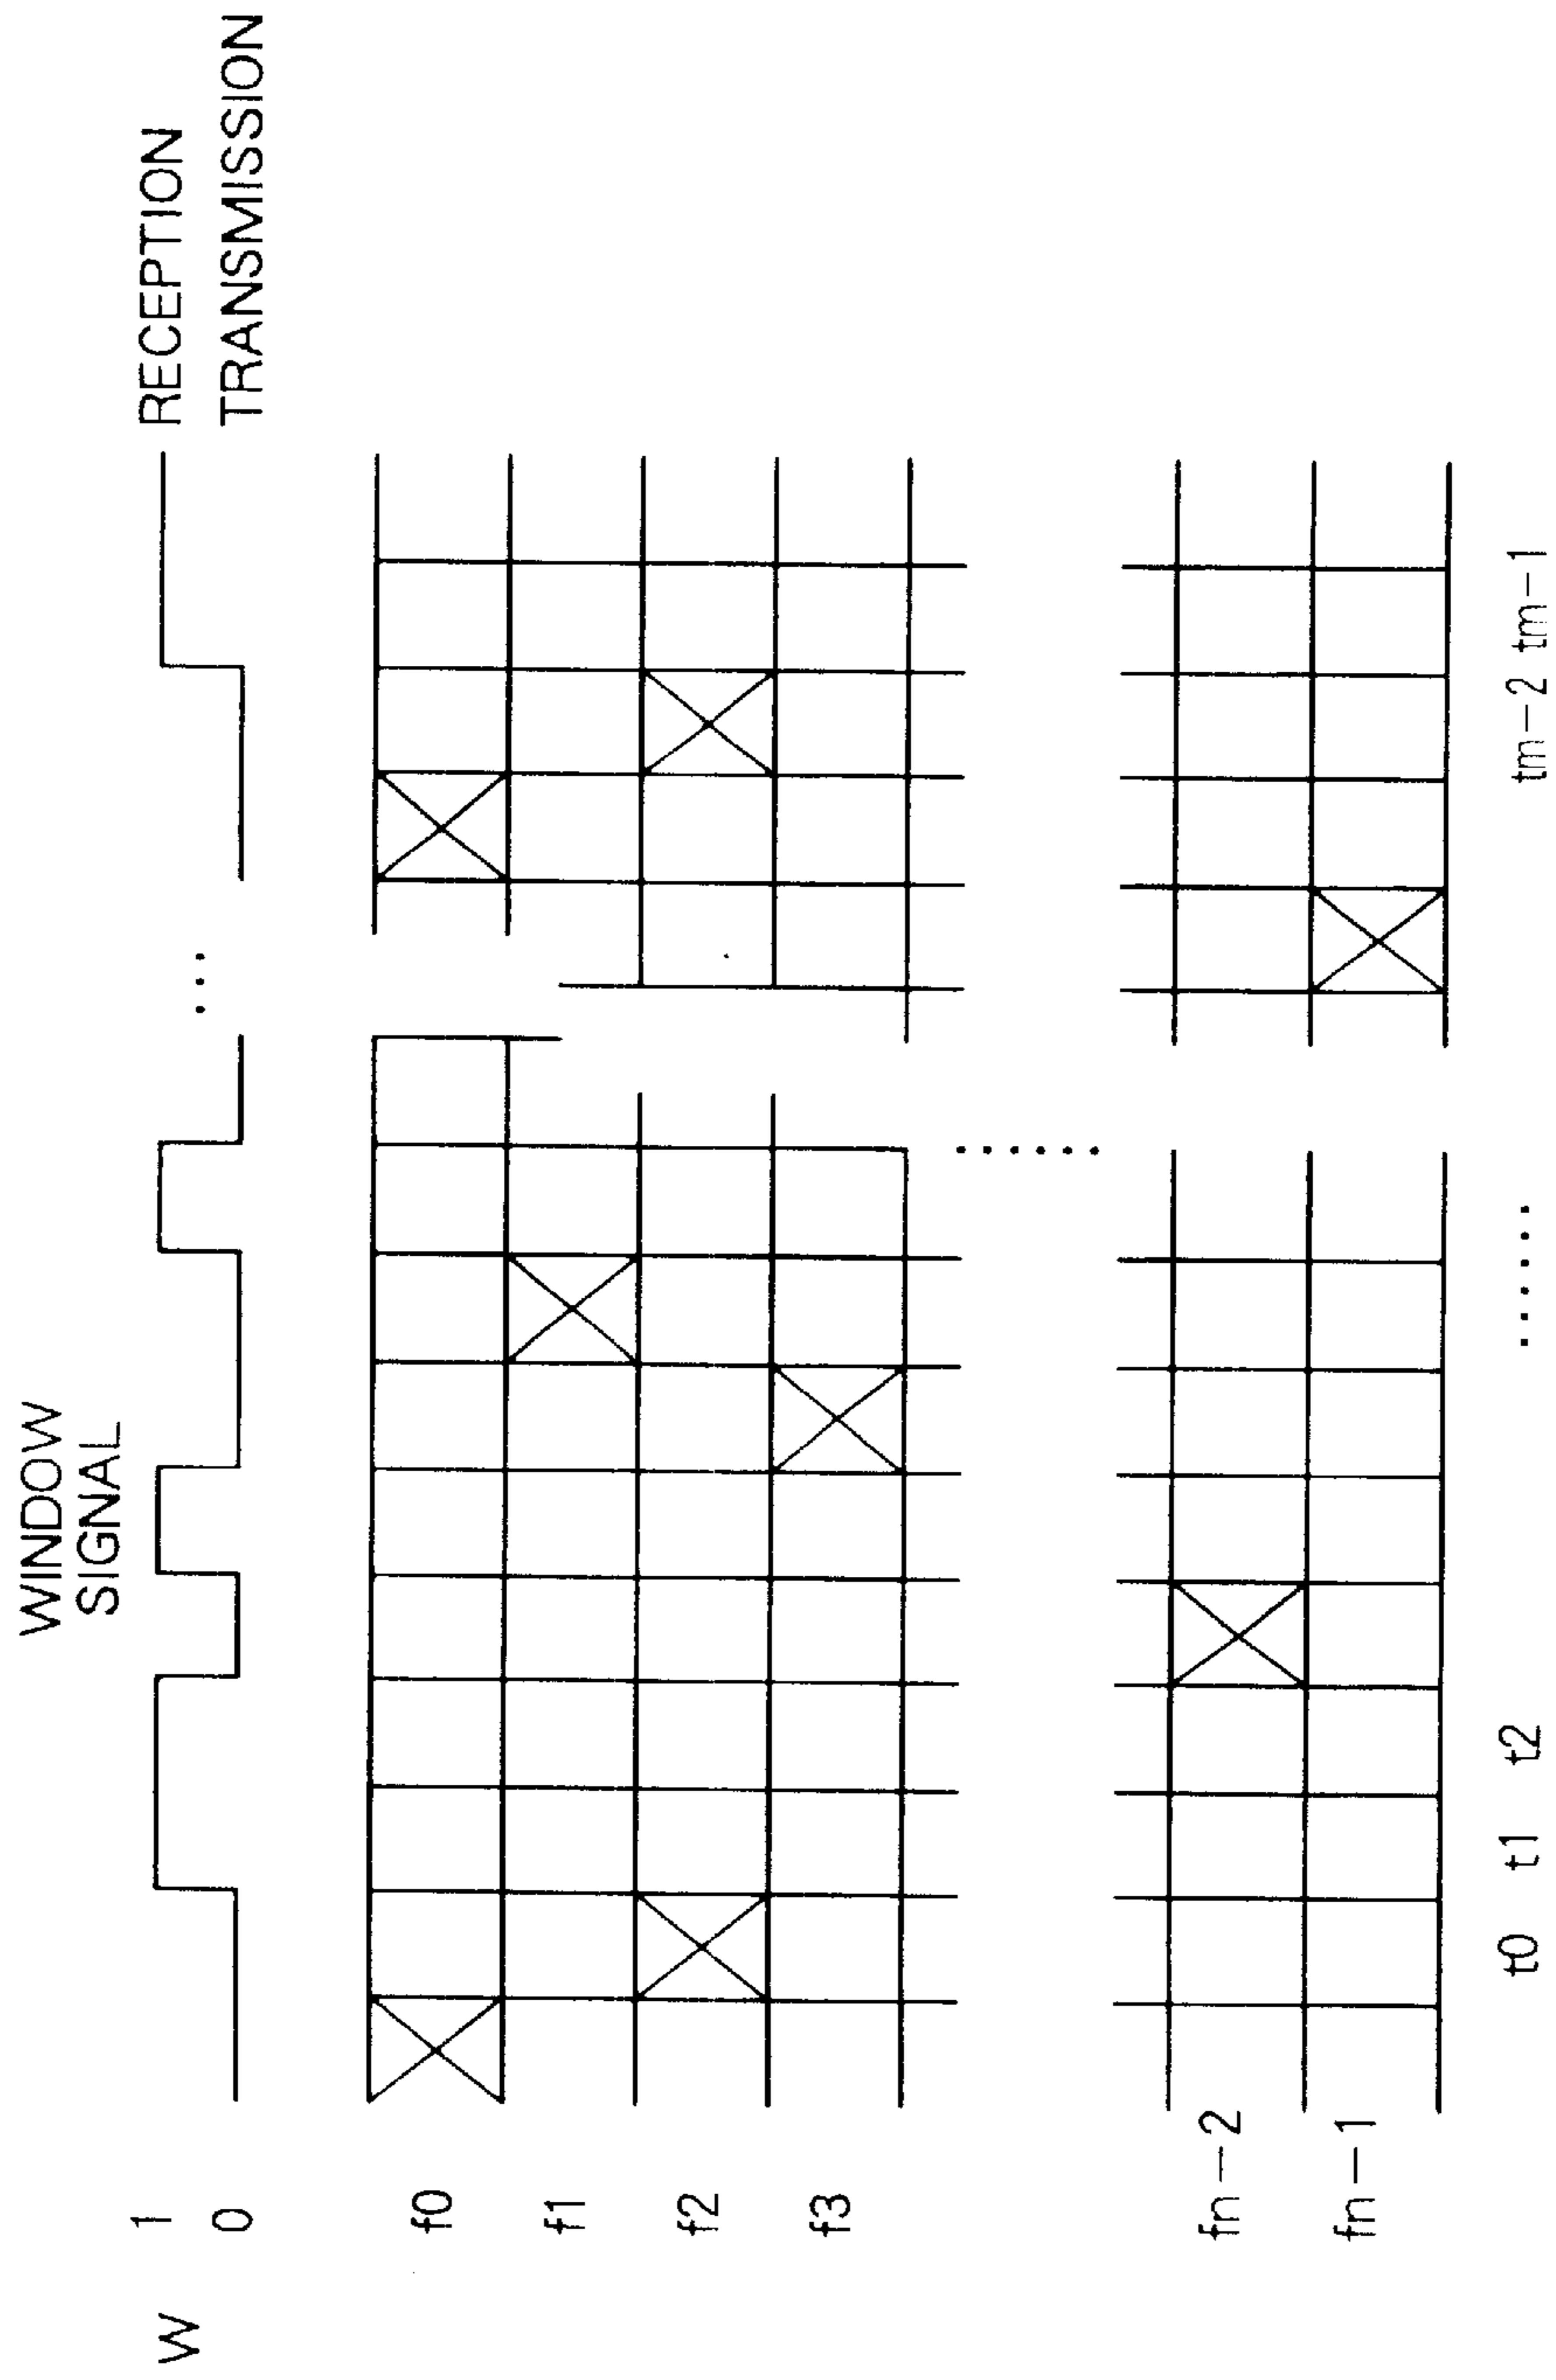 WINDOW
SIGNAL
W
1
RECEPTION
0
...
TRANSMISSION
f0
f1
f2
f3
......
fn-2
fn-1
t0 t1 t2 ...... tm-2 tm-1